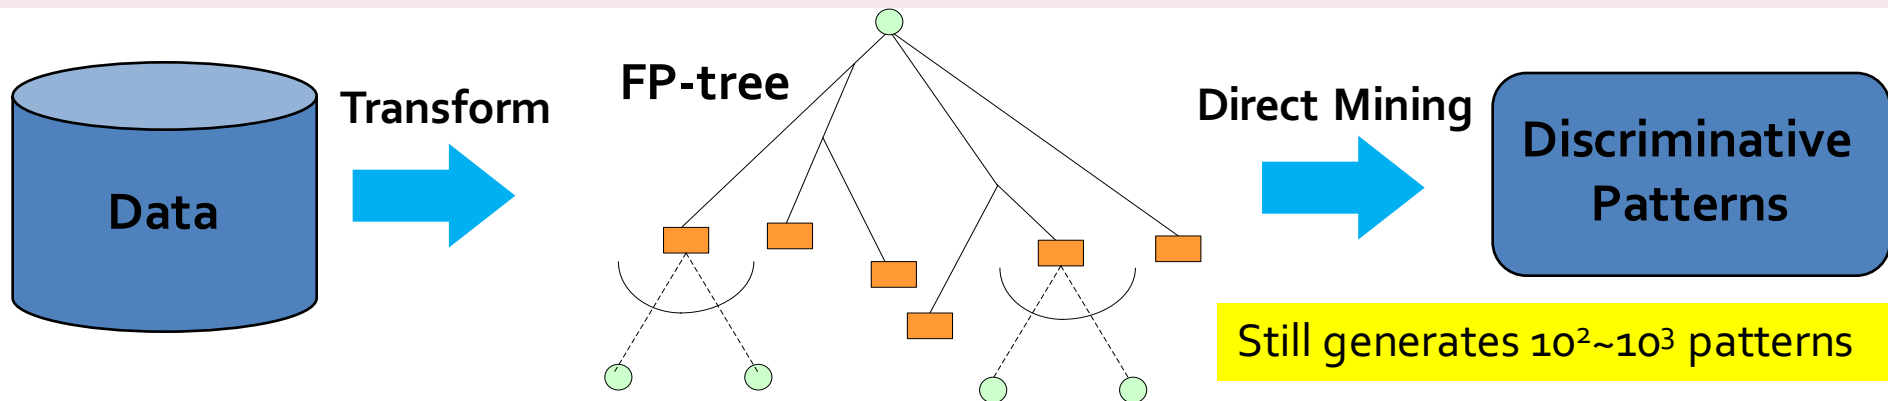 Data
Transform
FP-tree
Direct Mining
Discriminative
Patterns
Still generates 10²~10³ patterns